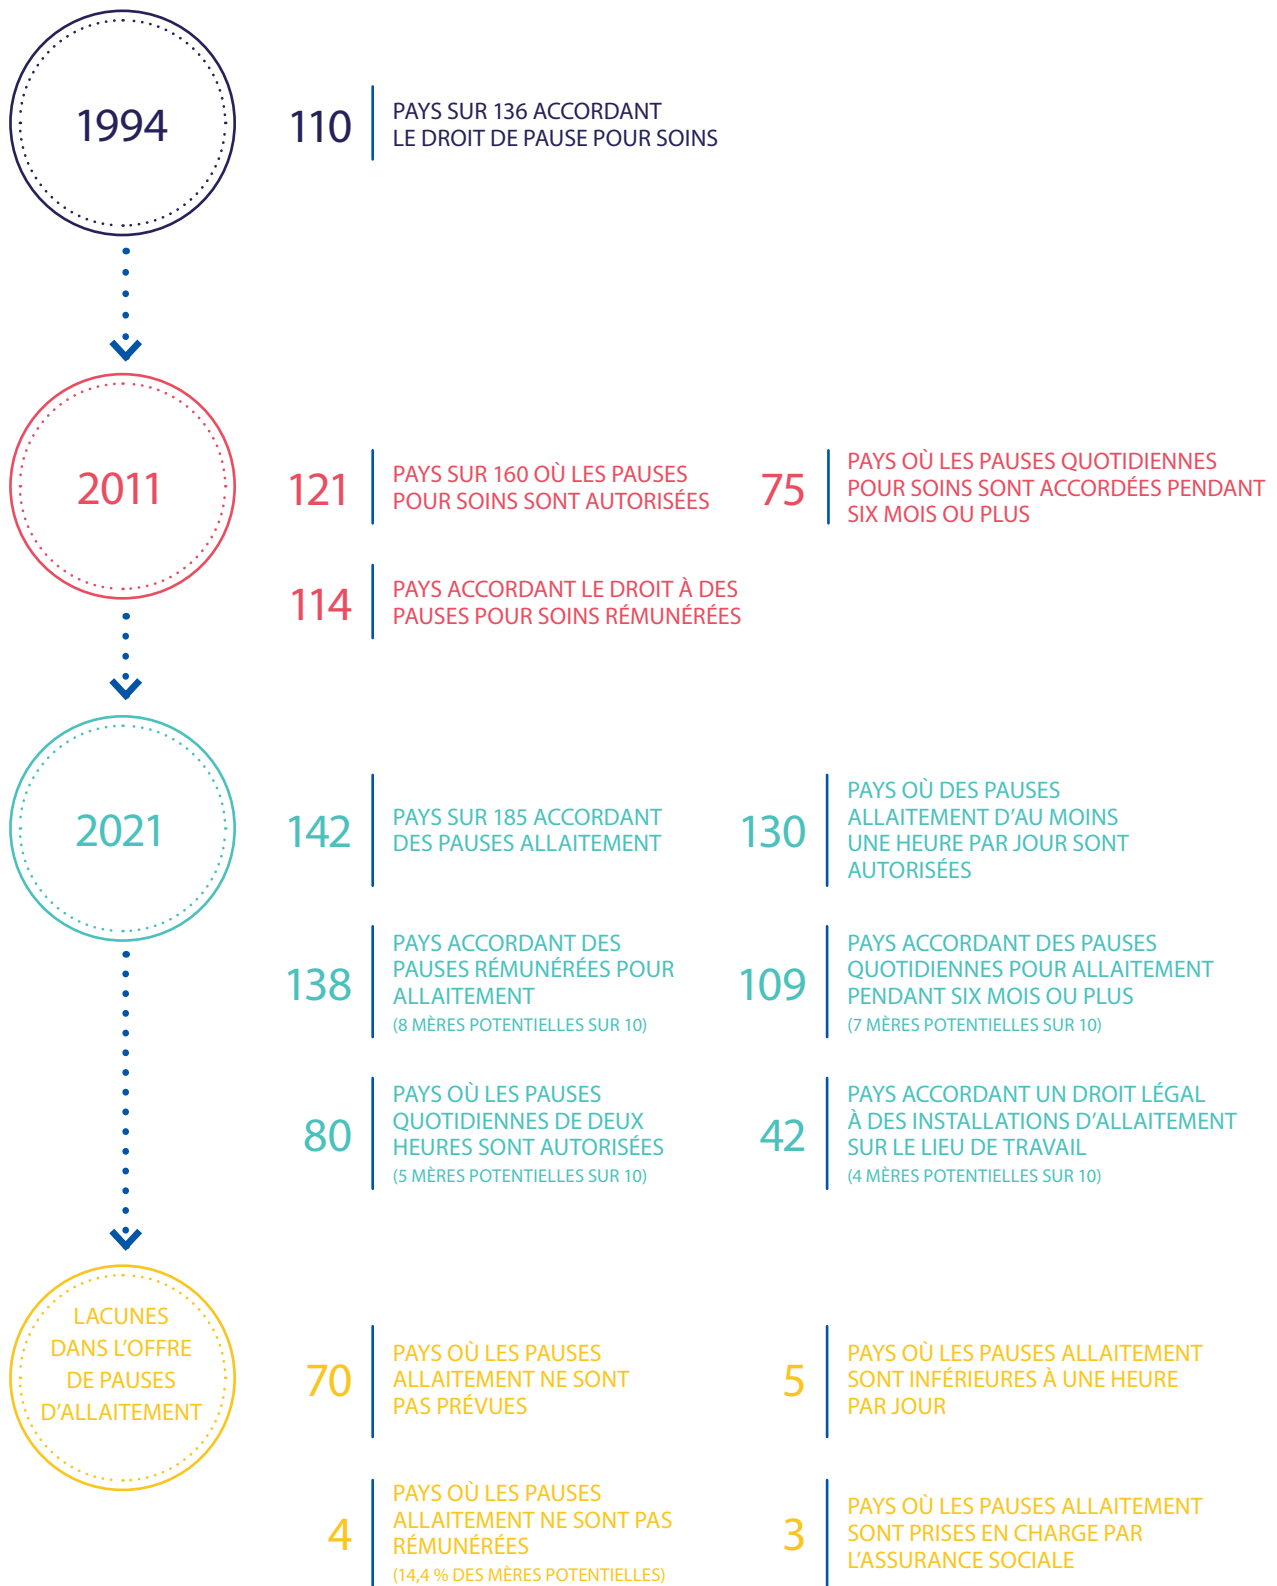 1994
110
PAYS SUR 136 ACCORDANT
LE DROIT DE PAUSE POUR SOINS
2011
121
PAYS SUR 160 OÙ LES PAUSES
POUR SOINS SONT AUTORISÉES
75
PAYS OÙ LES PAUSES QUOTIDIENNES
POUR SOINS SONT ACCORDÉES PENDANT
SIX MOIS OU PLUS
114
PAYS ACCORDANT LE DROIT À DES
PAUSES POUR SOINS RÉMUNÉRÉES
2021
142
PAYS SUR 185 ACCORDANT
DES PAUSES ALLAITEMENT
130
PAYS OÙ DES PAUSES
ALLAITEMENT D'AU MOINS
UNE HEURE PAR JOUR SONT
AUTORISÉES
138
PAYS ACCORDANT DES
PAUSES RÉMUNÉRÉES POUR
ALLAITEMENT
(8 MÈRES POTENTIELLES SUR 10)
109
PAYS ACCORDANT DES PAUSES
QUOTIDIENNES POUR ALLAITEMENT
PENDANT SIX MOIS OU PLUS
(7 MÈRES POTENTIELLES SUR 10)
80
PAYS OÙ LES PAUSES
QUOTIDIENNES DE DEUX
HEURES SONT AUTORISÉES
(5 MÈRES POTENTIELLES SUR 10)
42
PAYS ACCORDANT UN DROIT LÉGAL
À DES INSTALLATIONS D'ALLAITEMENT
SUR LE LIEU DE TRAVAIL
(4 MÈRES POTENTIELLES SUR 10)
LACUNES
DANS L'OFFRE
DE PAUSES
D'ALLAITEMENT
70
PAYS OÙ LES PAUSES
ALLAITEMENT NE SONT
PAS PRÉVUES
5
PAYS OÙ LES PAUSES ALLAITEMENT
SONT INFÉRIEURES À UNE HEURE
PAR JOUR
4
PAYS OÙ LES PAUSES
ALLAITEMENT NE SONT PAS
RÉMUNÉRÉES
(14,4 % DES MÈRES POTENTIELLES)
3
PAYS OÙ LES PAUSES ALLAITEMENT
SONT PRISES EN CHARGE PAR
L'ASSURANCE SOCIALE